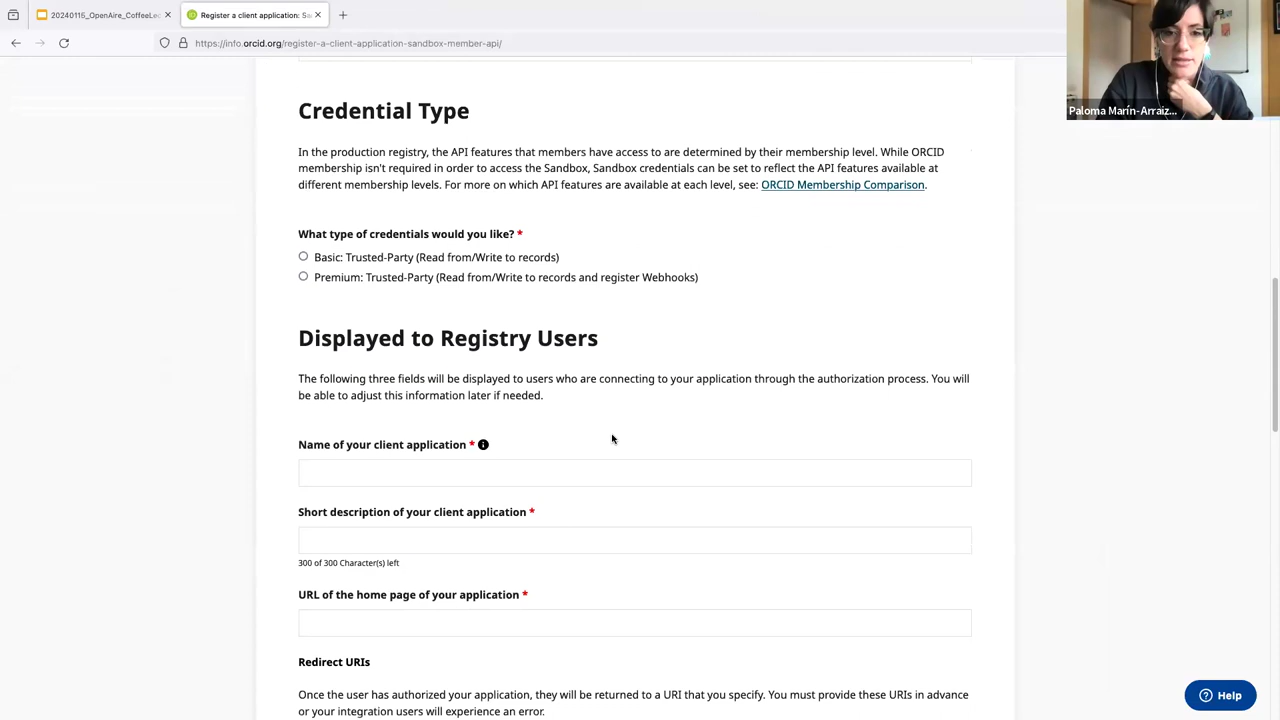 20240115_OpenAire_CoffeeLec
Register a client application: Sa
https://info.orcid.org/register-a-client-application-sandbox-member-api/
Paloma Marín-Arraiz...
Credential Type
In the production registry, the API features that members have access to are determined by their membership level. While ORCID
membership isn't required in order to access the Sandbox, Sandbox credentials can be set to reflect the API features available at
different membership levels. For more on which API features are available at each level, see: ORCID Membership Comparison.
What type of credentials would you like? *
Basic: Trusted-Party (Read from/Write to records)
Premium: Trusted-Party (Read from/Write to records and register Webhooks)
Displayed to Registry Users
The following three fields will be displayed to users who are connecting to your application through the authorization process. You will
be able to adjust this information later if needed.
Name of your client application *
Short description of your client application *
300 of 300 Character(s) left
URL of the home page of your application *
Redirect URIs
Once the user has authorized your application, they will be returned to a URI that you specify. You must provide these URIs in advance
or your integration users will experience an error.
Help